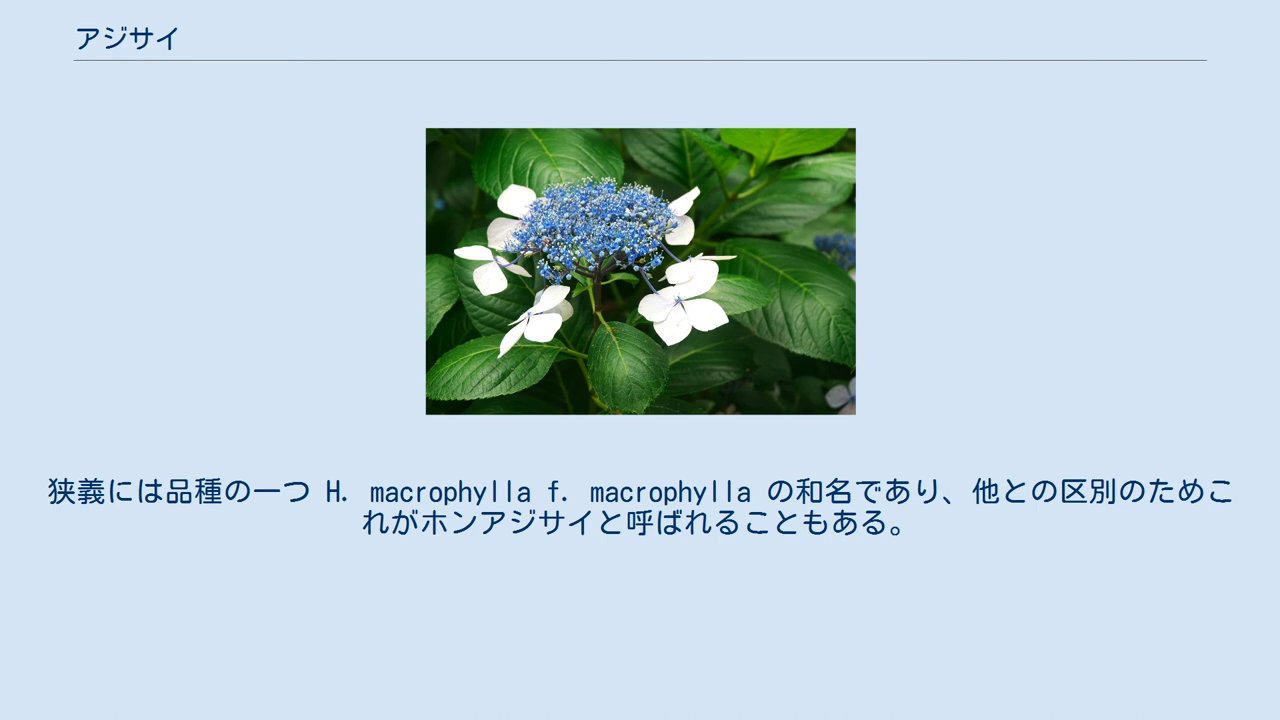 アジサイ
狭義には品種の一つ H. macrophylla f. macrophylla の和名であり、他との区別のためこ
れがホンアジサイと呼ばれることもある。